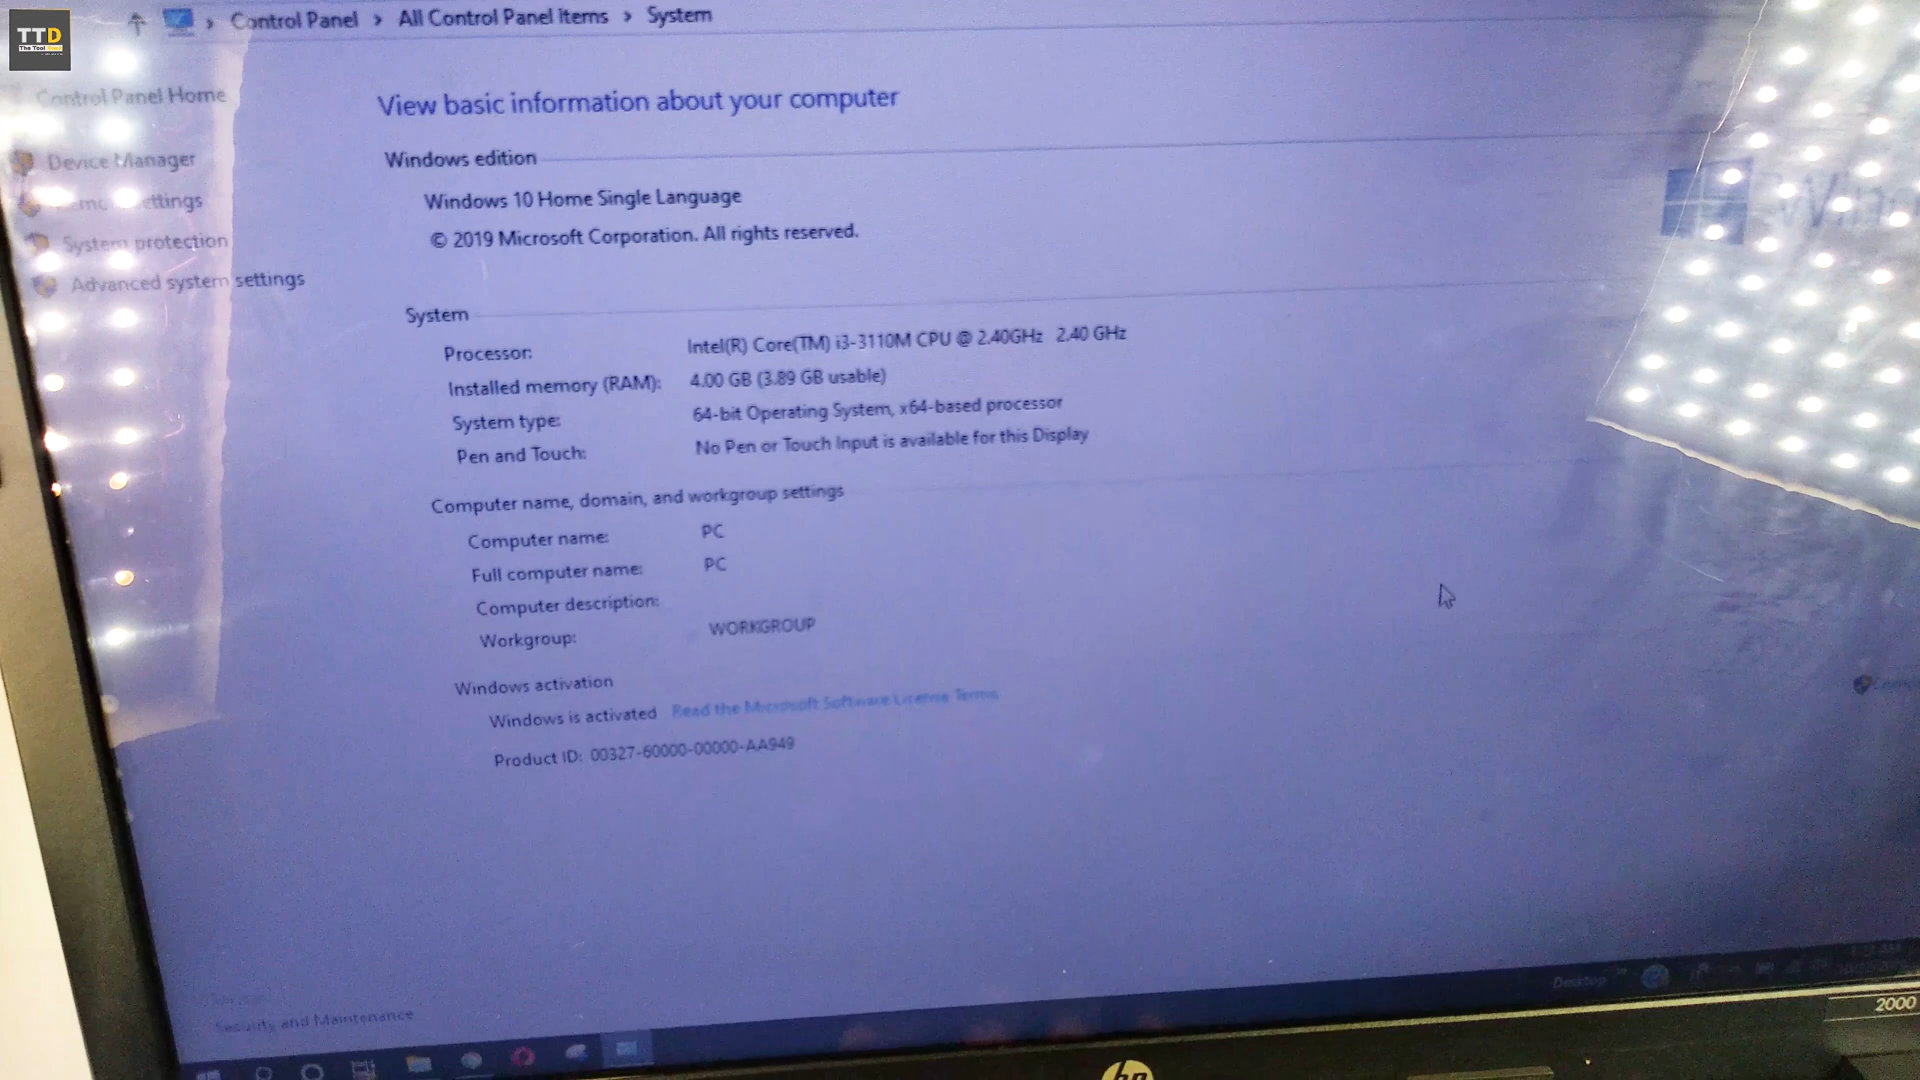 TTD
The Tool
Control Panel > All Control Panel Items > System
Control Panel Home
Device Manager
System protection
Advanced system settings
View basic information about your computer
Windows edition
Windows 10 Home Single Language
© 2019 Microsoft Corporation. All rights reserved.
System
Processor: Intel(R) Core(TM) i3-3110M CPU @ 2.40GHz 2.40 GHz
Installed memory (RAM): 4.00 GB (3.89 GB usable)
System type: 64-bit Operating System, x64-based processor
Pen and Touch: No Pen or Touch Input is available for this Display
Computer name, domain, and workgroup settings
Computer name: PC
Full computer name: PC
Computer description:
Workgroup: WORKGROUP
Windows activation
Windows is activated Read the Microsoft Software License Terms
Product ID: 00327-60000-00000-AA949
Security and Maintenance
Desktop
2000
hp